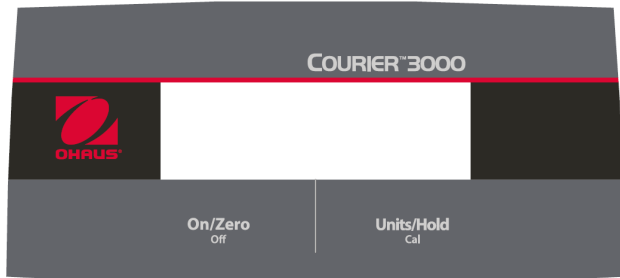 COURIER™3000
OHAUS®
On/Zero
Off
Units/Hold
Cal